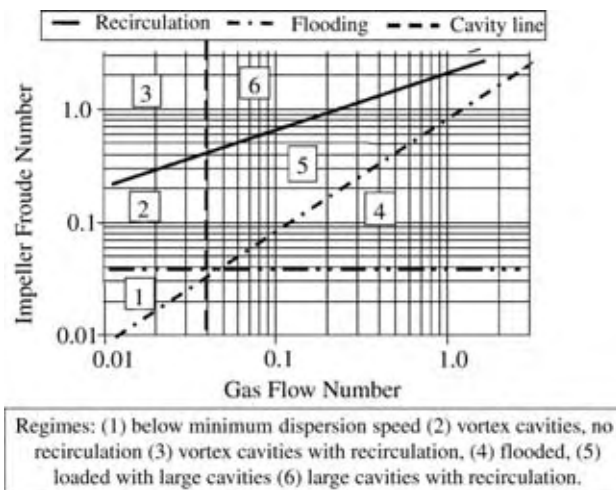 Recirculation Flooding Cavity line
3 6
1.0
5
2 4
0.1
1
0.01
0.01 0.1 1.0
Impeller Froude Number
Gas Flow Number
Regimes: (1) below minimum dispersion speed (2) vortex cavities, no
recirculation (3) vortex cavities with recirculation, (4) flooded, (5)
loaded with large cavities (6) large cavities with recirculation.